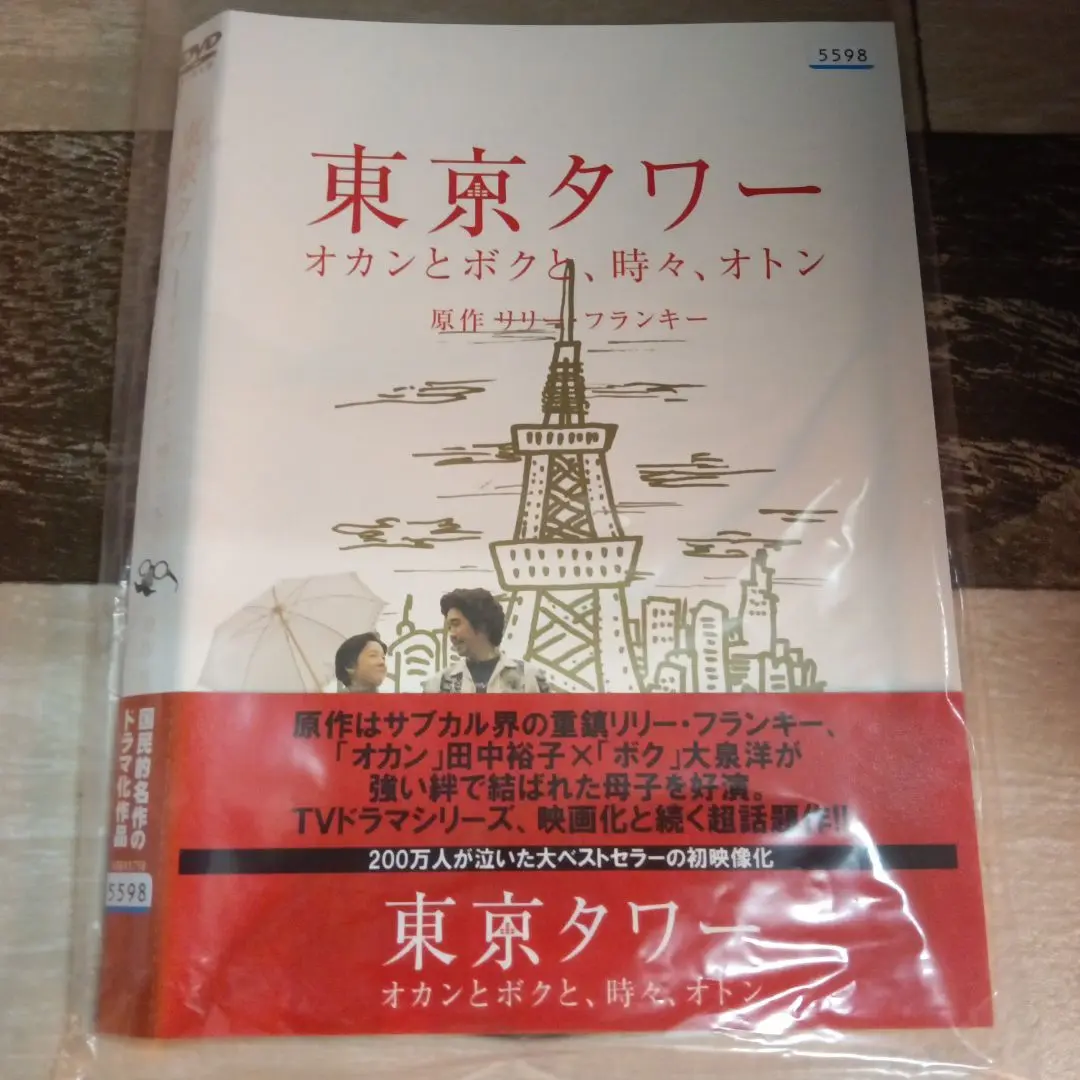 DVD
5598
東京タワー
オカンとボクと、時々、オトン
原作 リリー・フランキー
原作はサブカル界の重鎮リリー・フランキー、
「オカン」田中裕子×「ボク」大泉洋が
強い絆で結ばれた母子を好演。
TVドラマシリーズ、映画化と続く超話題作!!
200万人が泣いた大ベストセラーの初映像化
東京タワー
オカンとボクと、時々、オトン
国民的名作の
ドラマ化作品
5598